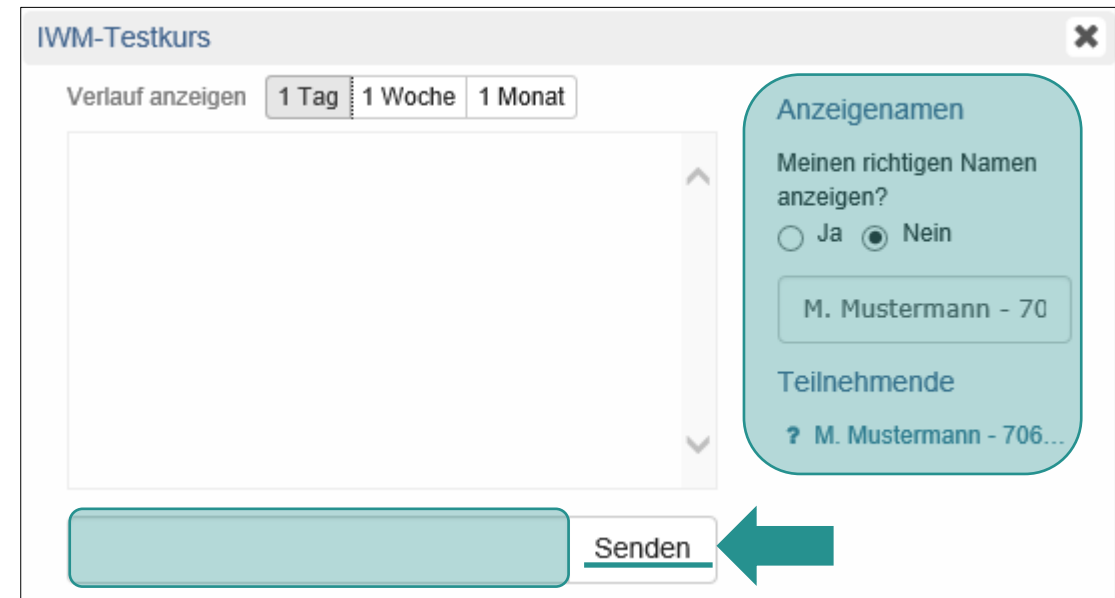 IWM-Testkurs
Verlauf anzeigen 1 Tag 1 Woche 1 Monat
Anzeigenamen
Meinen richtigen Namen
anzeigen?
Ja Nein
M. Mustermann - 70
Teilnehmende
? M. Mustermann - 706...
Senden